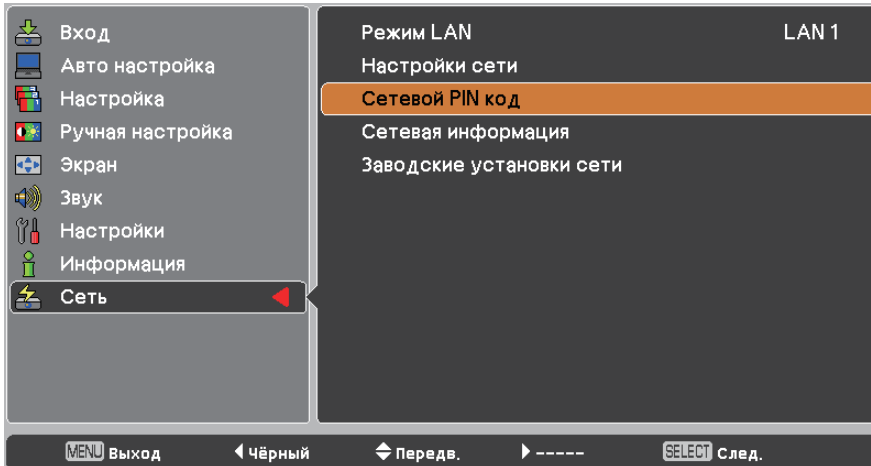 Вход
Авто настройка
Настройка
Ручная настройка
Экран
Звук
Настройки
Информация
Сеть
Режим LAN LAN 1
Настройки сети
Сетевой PIN код
Сетевая информация
Заводские установки сети
MENU Выход Чёрный Передв. ----- SELECT След.